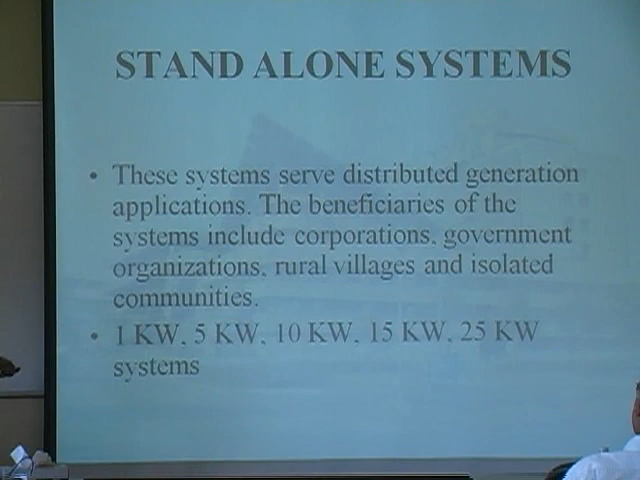 STAND ALONE SYSTEMS
• These systems serve distributed generation
applications. The beneficiaries of the
systems include corporations, government
organizations, rural villages and isolated
communities.
• 1 KW, 5 KW, 10 KW, 15 KW, 25 KW
systems